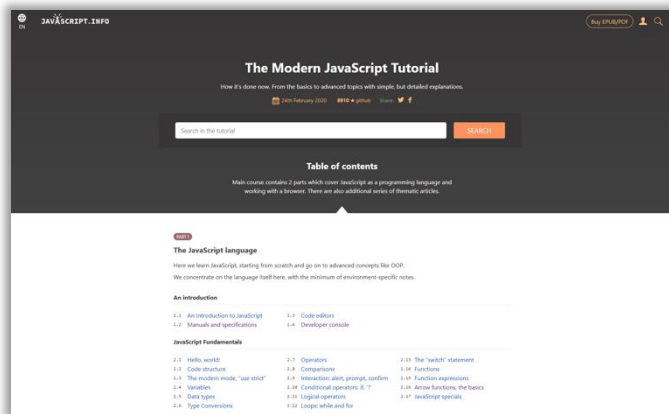 EN
JAVASCRIPT.INFO
Buy EPUB/PDF
The Modern JavaScript Tutorial
How it's done now. From the basics to advanced topics with simple, but detailed explanations.
24th February 2020 8910 ★ github Share:
Search in the tutorial
SEARCH
Table of contents
Main course contains 2 parts which cover JavaScript as a programming language and
working with a browser. There are also additional series of thematic articles.
PART 1
The JavaScript language
Here we learn JavaScript, starting from scratch and go on to advanced concepts like OOP.
We concentrate on the language itself here, with the minimum of environment-specific notes.
An introduction
1.1 An Introduction to JavaScript
1.2 Manuals and specifications
1.3 Code editors
1.4 Developer console
JavaScript Fundamentals
2.1 Hello, world!
2.2 Code structure
2.3 The modern mode, "use strict"
2.4 Variables
2.5 Data types
2.6 Type Conversions
2.7 Operators
2.8 Comparisons
2.9 Interaction: alert, prompt, confirm
2.10 Conditional operators: if, '?'
2.11 Logical operators
2.12 Loops: while and for
2.13 The "switch" statement
2.14 Functions
2.15 Function expressions
2.16 Arrow functions, the basics
2.17 JavaScript specials